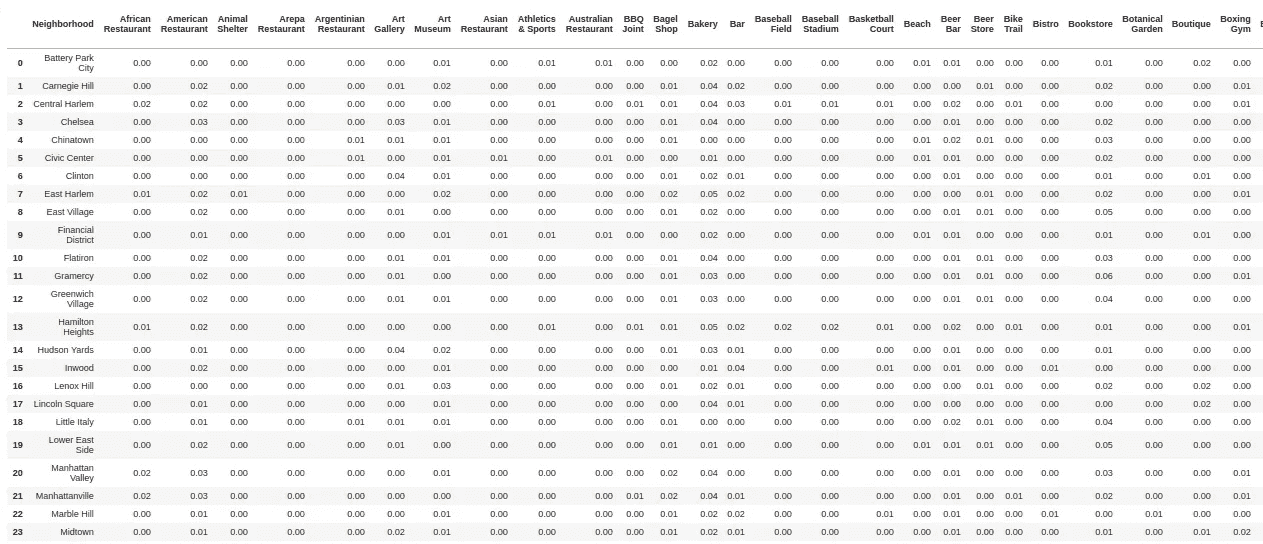 Neighborhood African Restaurant American Restaurant Animal Shelter Arepa Restaurant Argentinian Restaurant Art Gallery Art Museum Asian Restaurant Athletics & Sports Australian Restaurant BBQ Joint Bagel Shop Bakery Bar Baseball Field Baseball Stadium Basketball Court Beach Beer Bar Beer Store Bike Trail Bistro Bookstore Botanical Garden Boutique Boxing Gym
0 Battery Park City 0.00 0.00 0.00 0.00 0.00 0.00 0.01 0.00 0.01 0.01 0.00 0.00 0.02 0.00 0.00 0.00 0.00 0.01 0.01 0.00 0.00 0.00 0.01 0.00 0.02 0.00
1 Carnegie Hill 0.00 0.02 0.00 0.00 0.00 0.01 0.02 0.00 0.00 0.00 0.00 0.01 0.04 0.02 0.00 0.00 0.00 0.00 0.00 0.01 0.00 0.00 0.02 0.00 0.00 0.01
2 Central Harlem 0.02 0.02 0.00 0.00 0.00 0.00 0.00 0.00 0.01 0.00 0.01 0.01 0.04 0.03 0.01 0.01 0.01 0.00 0.02 0.00 0.01 0.00 0.00 0.00 0.00 0.01
3 Chelsea 0.00 0.03 0.00 0.00 0.00 0.03 0.01 0.00 0.00 0.00 0.00 0.01 0.04 0.00 0.00 0.00 0.00 0.00 0.01 0.00 0.00 0.00 0.02 0.00 0.00 0.00
4 Chinatown 0.00 0.00 0.00 0.00 0.01 0.01 0.01 0.00 0.00 0.00 0.00 0.01 0.00 0.00 0.00 0.00 0.00 0.01 0.02 0.01 0.00 0.00 0.03 0.00 0.00 0.00
5 Civic Center 0.00 0.00 0.00 0.00 0.01 0.00 0.01 0.01 0.00 0.01 0.00 0.00 0.01 0.00 0.00 0.00 0.00 0.01 0.01 0.00 0.00 0.00 0.02 0.00 0.00 0.00
6 Clinton 0.00 0.00 0.00 0.00 0.00 0.04 0.01 0.00 0.00 0.00 0.00 0.01 0.02 0.01 0.00 0.00 0.00 0.00 0.01 0.00 0.00 0.00 0.01 0.00 0.01 0.00
7 East Harlem 0.01 0.02 0.01 0.00 0.00 0.00 0.02 0.00 0.00 0.00 0.00 0.02 0.05 0.02 0.00 0.00 0.00 0.00 0.00 0.01 0.00 0.00 0.02 0.00 0.00 0.01
8 East Village 0.00 0.02 0.00 0.00 0.00 0.01 0.00 0.00 0.00 0.00 0.00 0.01 0.02 0.00 0.00 0.00 0.00 0.00 0.01 0.01 0.00 0.00 0.05 0.00 0.00 0.00
9 Financial District 0.00 0.01 0.00 0.00 0.00 0.00 0.01 0.01 0.01 0.01 0.00 0.00 0.02 0.00 0.00 0.00 0.00 0.01 0.01 0.00 0.00 0.00 0.01 0.00 0.01 0.00
10 Flatiron 0.00 0.02 0.00 0.00 0.00 0.01 0.01 0.00 0.00 0.00 0.00 0.01 0.04 0.00 0.00 0.00 0.00 0.00 0.01 0.01 0.00 0.00 0.03 0.00 0.00 0.00
11 Gramercy 0.00 0.02 0.00 0.00 0.00 0.01 0.00 0.00 0.00 0.00 0.00 0.01 0.03 0.00 0.00 0.00 0.00 0.00 0.01 0.01 0.00 0.00 0.06 0.00 0.00 0.01
12 Greenwich Village 0.00 0.02 0.00 0.00 0.00 0.01 0.01 0.00 0.00 0.00 0.00 0.01 0.03 0.00 0.00 0.00 0.00 0.00 0.01 0.01 0.00 0.00 0.04 0.00 0.00 0.00
13 Hamilton Heights 0.01 0.02 0.00 0.00 0.00 0.00 0.00 0.00 0.01 0.00 0.01 0.01 0.05 0.02 0.02 0.02 0.01 0.00 0.02 0.00 0.01 0.00 0.01 0.00 0.00 0.01
14 Hudson Yards 0.00 0.01 0.00 0.00 0.00 0.04 0.02 0.00 0.00 0.00 0.00 0.01 0.03 0.01 0.00 0.00 0.00 0.00 0.01 0.00 0.00 0.00 0.01 0.00 0.00 0.00
15 Inwood 0.00 0.02 0.00 0.00 0.00 0.00 0.01 0.00 0.00 0.00 0.00 0.00 0.01 0.04 0.00 0.00 0.01 0.00 0.01 0.00 0.00 0.01 0.00 0.00 0.00 0.00
16 Lenox Hill 0.00 0.00 0.00 0.00 0.00 0.01 0.03 0.00 0.00 0.00 0.00 0.01 0.02 0.01 0.00 0.00 0.00 0.00 0.00 0.01 0.00 0.00 0.02 0.00 0.02 0.00
17 Lincoln Square 0.00 0.01 0.00 0.00 0.00 0.00 0.01 0.00 0.00 0.00 0.00 0.00 0.04 0.01 0.00 0.00 0.00 0.00 0.01 0.00 0.00 0.00 0.00 0.00 0.02 0.00
18 Little Italy 0.00 0.01 0.00 0.00 0.01 0.01 0.01 0.00 0.00 0.00 0.00 0.01 0.00 0.00 0.00 0.00 0.00 0.00 0.02 0.01 0.00 0.00 0.04 0.00 0.00 0.00
19 Lower East Side 0.00 0.02 0.00 0.00 0.00 0.01 0.00 0.00 0.00 0.00 0.00 0.01 0.01 0.00 0.00 0.00 0.00 0.01 0.01 0.01 0.00 0.00 0.05 0.00 0.00 0.00
20 Manhattan Valley 0.02 0.03 0.00 0.00 0.00 0.00 0.01 0.00 0.00 0.00 0.00 0.02 0.04 0.00 0.00 0.00 0.00 0.00 0.01 0.00 0.00 0.00 0.03 0.00 0.00 0.01
21 Manhattanville 0.02 0.03 0.00 0.00 0.00 0.00 0.00 0.00 0.00 0.00 0.01 0.02 0.04 0.01 0.00 0.00 0.00 0.00 0.01 0.00 0.01 0.00 0.02 0.00 0.00 0.01
22 Marble Hill 0.00 0.01 0.00 0.00 0.00 0.00 0.01 0.00 0.00 0.00 0.00 0.01 0.02 0.02 0.00 0.00 0.01 0.00 0.01 0.00 0.00 0.01 0.00 0.01 0.00 0.00
23 Midtown 0.00 0.01 0.00 0.00 0.00 0.02 0.01 0.00 0.00 0.00 0.00 0.01 0.02 0.01 0.00 0.00 0.00 0.00 0.01 0.00 0.00 0.00 0.01 0.00 0.01 0.02